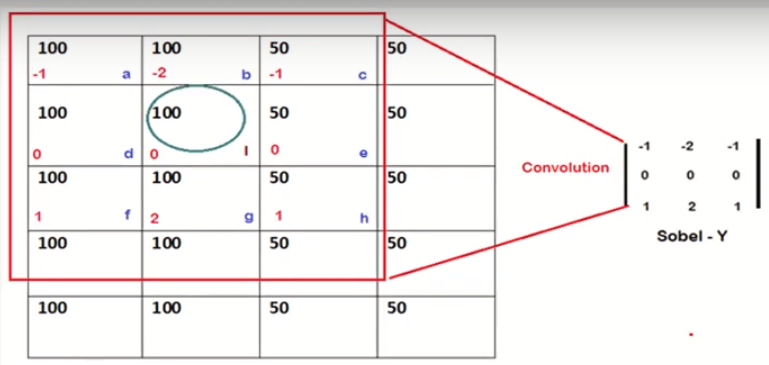 100 100 50 50
-1 a -2 b -1 c
100 100 50 50
0 d 0 I 0 e
100 100 50 50
1 f 2 g 1 h
100 100 50 50
100 100 50 50
Convolution
-1 -2 -1
0 0 0
1 2 1
Sobel - Y